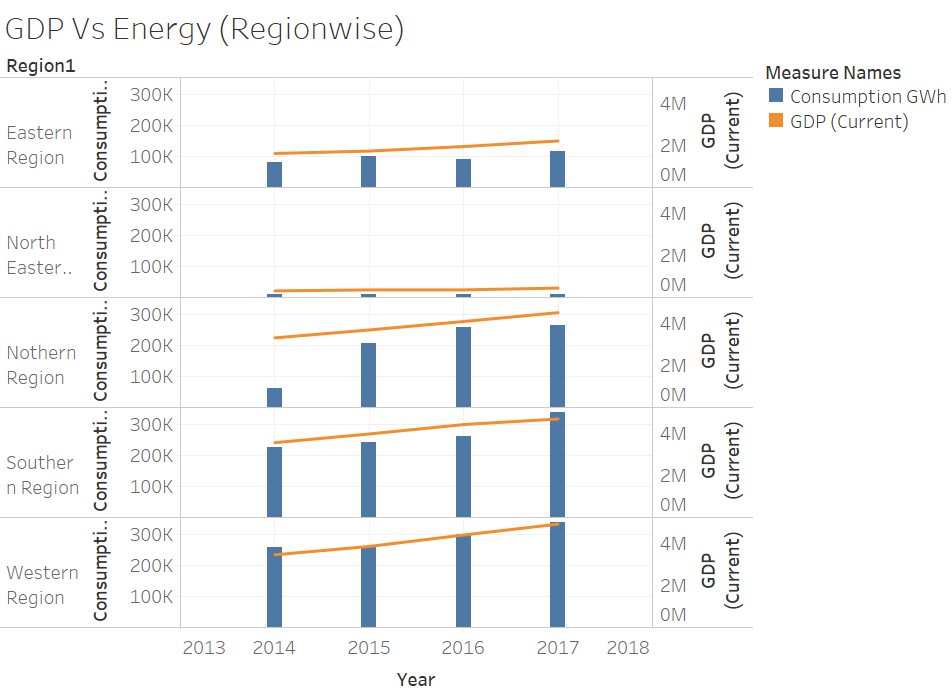 GDP Vs Energy (Regionwise)
Region1
Eastern
Region
Consumpti..
300K
200K
100K
4M
2M
0M
GDP
(Current)
North
Easter..
Consumpti..
300K
200K
100K
4M
2M
0M
GDP
(Current)
Nothern
Region
Consumpti..
300K
200K
100K
4M
2M
0M
GDP
(Current)
Souther
n Region
Consumpti..
300K
200K
100K
4M
2M
0M
GDP
(Current)
Western
Region
Consumpti..
300K
200K
100K
4M
2M
0M
GDP
(Current)
2013 2014 2015 2016 2017 2018
Year
Measure Names
Consumption GWh
GDP (Current)